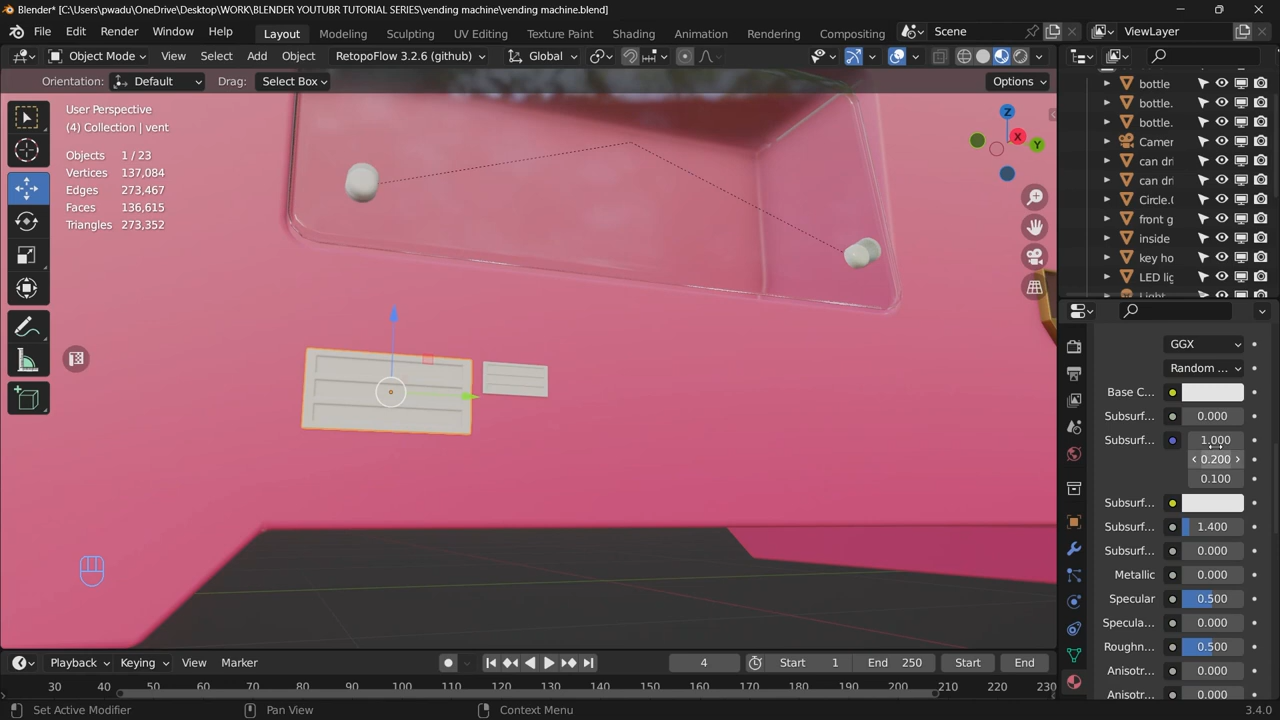 Blender* [C:\Users\pwadu\OneDrive\Desktop\WORK\BLENDER YOUTUBR TUTORIAL SERIES\vending machine\vending machine.blend]
File Edit Render Window Help Layout Modeling Sculpting UV Editing Texture Paint Shading Animation Rendering Compositing Scene ViewLayer
Object Mode View Select Add Object RetopoFlow 3.2.6 (github) Global
Orientation: Default Drag: Select Box Options
User Perspective
(4) Collection | vent
Objects 1 / 23
Vertices 137,084
Edges 273,467
Faces 136,615
Triangles 273,352
Z
X
Y
bottle
bottle.
bottle.
Camer
can dri
can dri
Circle.(
front g
inside
key ho
LED lig
Light
GGX
Random ...
Base C...
Subsurf... 0.000
Subsurf... 1.000
0.200
0.100
Subsurf...
Subsurf... 1.400
Subsurf... 0.000
Metallic 0.000
Specular 0.500
Specula... 0.000
Roughn... 0.500
Anisotr... 0.000
Anisotr... 0.000
Playback Keying View Marker 4 Start 1 End 250 Start End
30 40 50 60 70 80 90 100 110 120 130 140 150 160 170 180 190 200 210 220 230
Set Active Modifier Pan View Context Menu 3.4.0